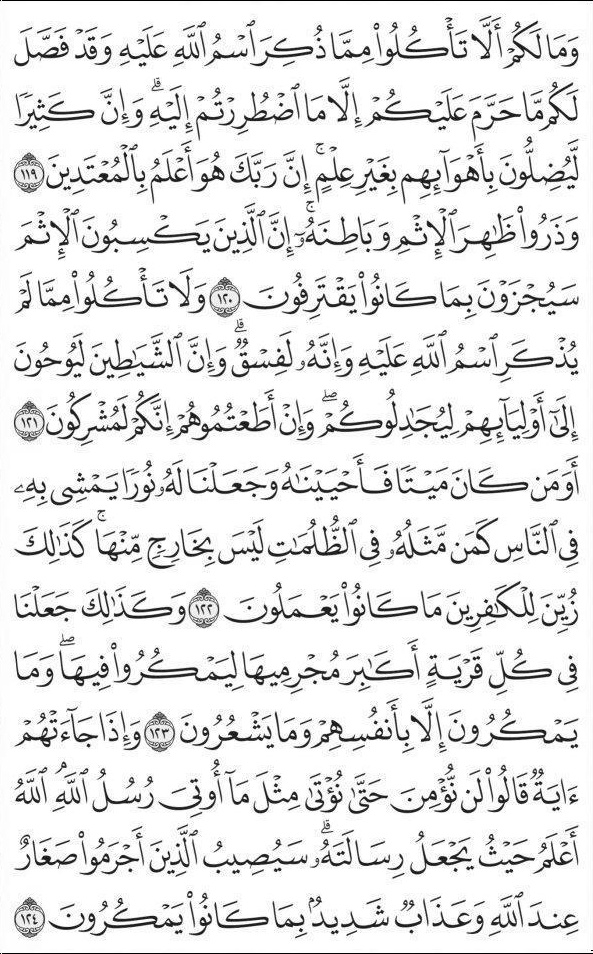 وَمَا لَكُمْ أَلَّا تَأْكُلُوا۟ مِمَّا ذُكِرَ ٱسْمُ ٱللَّهِ عَلَيْهِ وَقَدْ فَصَّلَ
لَكُم مَّا حَرَّمَ عَلَيْكُمْ إِلَّا مَا ٱضْطُرِرْتُمْ إِلَيْهِ ۗ وَإِنَّ كَثِيرًا
لَّيُضِلُّونَ بِأَهْوَآئِهِم بِغَيْرِ عِلْمٍ ۚ إِنَّ رَبَّكَ هُوَ أَعْلَمُ بِٱلْمُعْتَدِينَ ١١٩
وَذَرُوا۟ ظَٰهِرَ ٱلْإِثْمِ وَبَاطِنَهُۥٓ ۚ إِنَّ ٱلَّذِينَ يَكْسِبُونَ ٱلْإِثْمَ
سَيُجْزَوْنَ بِمَا كَانُوا۟ يَقْتَرِفُونَ ١٢٠ وَلَا تَأْكُلُوا۟ مِمَّا لَمْ
يُذْكَرِ ٱسْمُ ٱللَّهِ عَلَيْهِ وَإِنَّهُۥ لَفِسْقٌ ۗ وَإِنَّ ٱلشَّيَٰطِينَ لَيُوحُونَ
إِلَىٰٓ أَوْلِيَآئِهِمْ لِيُجَٰدِلُوكُمْ ۖ وَإِنْ أَطَعْتُمُوهُمْ إِنَّكُمْ لَمُشْرِكُونَ ١٢١
أَوَمَن كَانَ مَيْتًا فَأَحْيَيْنَٰهُ وَجَعَلْنَا لَهُۥ نُورًا يَمْشِى بِهِۦ
فِى ٱلنَّاسِ كَمَن مَّثَلُهُۥ فِى ٱلظُّلُمَٰتِ لَيْسَ بِخَارِجٍ مِّنْهَا ۚ كَذَٰلِكَ
زُيِّنَ لِلْكَٰفِرِينَ مَا كَانُوا۟ يَعْمَلُونَ ١٢٢ وَكَذَٰلِكَ جَعَلْنَا
فِى كُلِّ قَرْيَةٍ أَكَٰبِرَ مُجْرِمِيهَا لِيَمْكُرُوا۟ فِيهَا ۖ وَمَا
يَمْكُرُونَ إِلَّا بِأَنفُسِهِمْ وَمَا يَشْعُرُونَ ١٢٣ وَإِذَا جَآءَتْهُمْ
ءَايَةٌ قَالُوا۟ لَن نُّؤْمِنَ حَتَّىٰ نُؤْتَىٰ مِثْلَ مَآ أُوتِىَ رُسُلُ ٱللَّهِ ۘ ٱللَّهُ
أَعْلَمُ حَيْثُ يَجْعَلُ رِسَالَتَهُۥ ۗ سَيُصِيبُ ٱلَّذِينَ أَجْرَمُوا۟ صَغَارٌ
عِندَ ٱللَّهِ وَعَذَابٌ شَدِيدٌۢ بِمَا كَانُوا۟ يَمْكُرُونَ ١٢٤